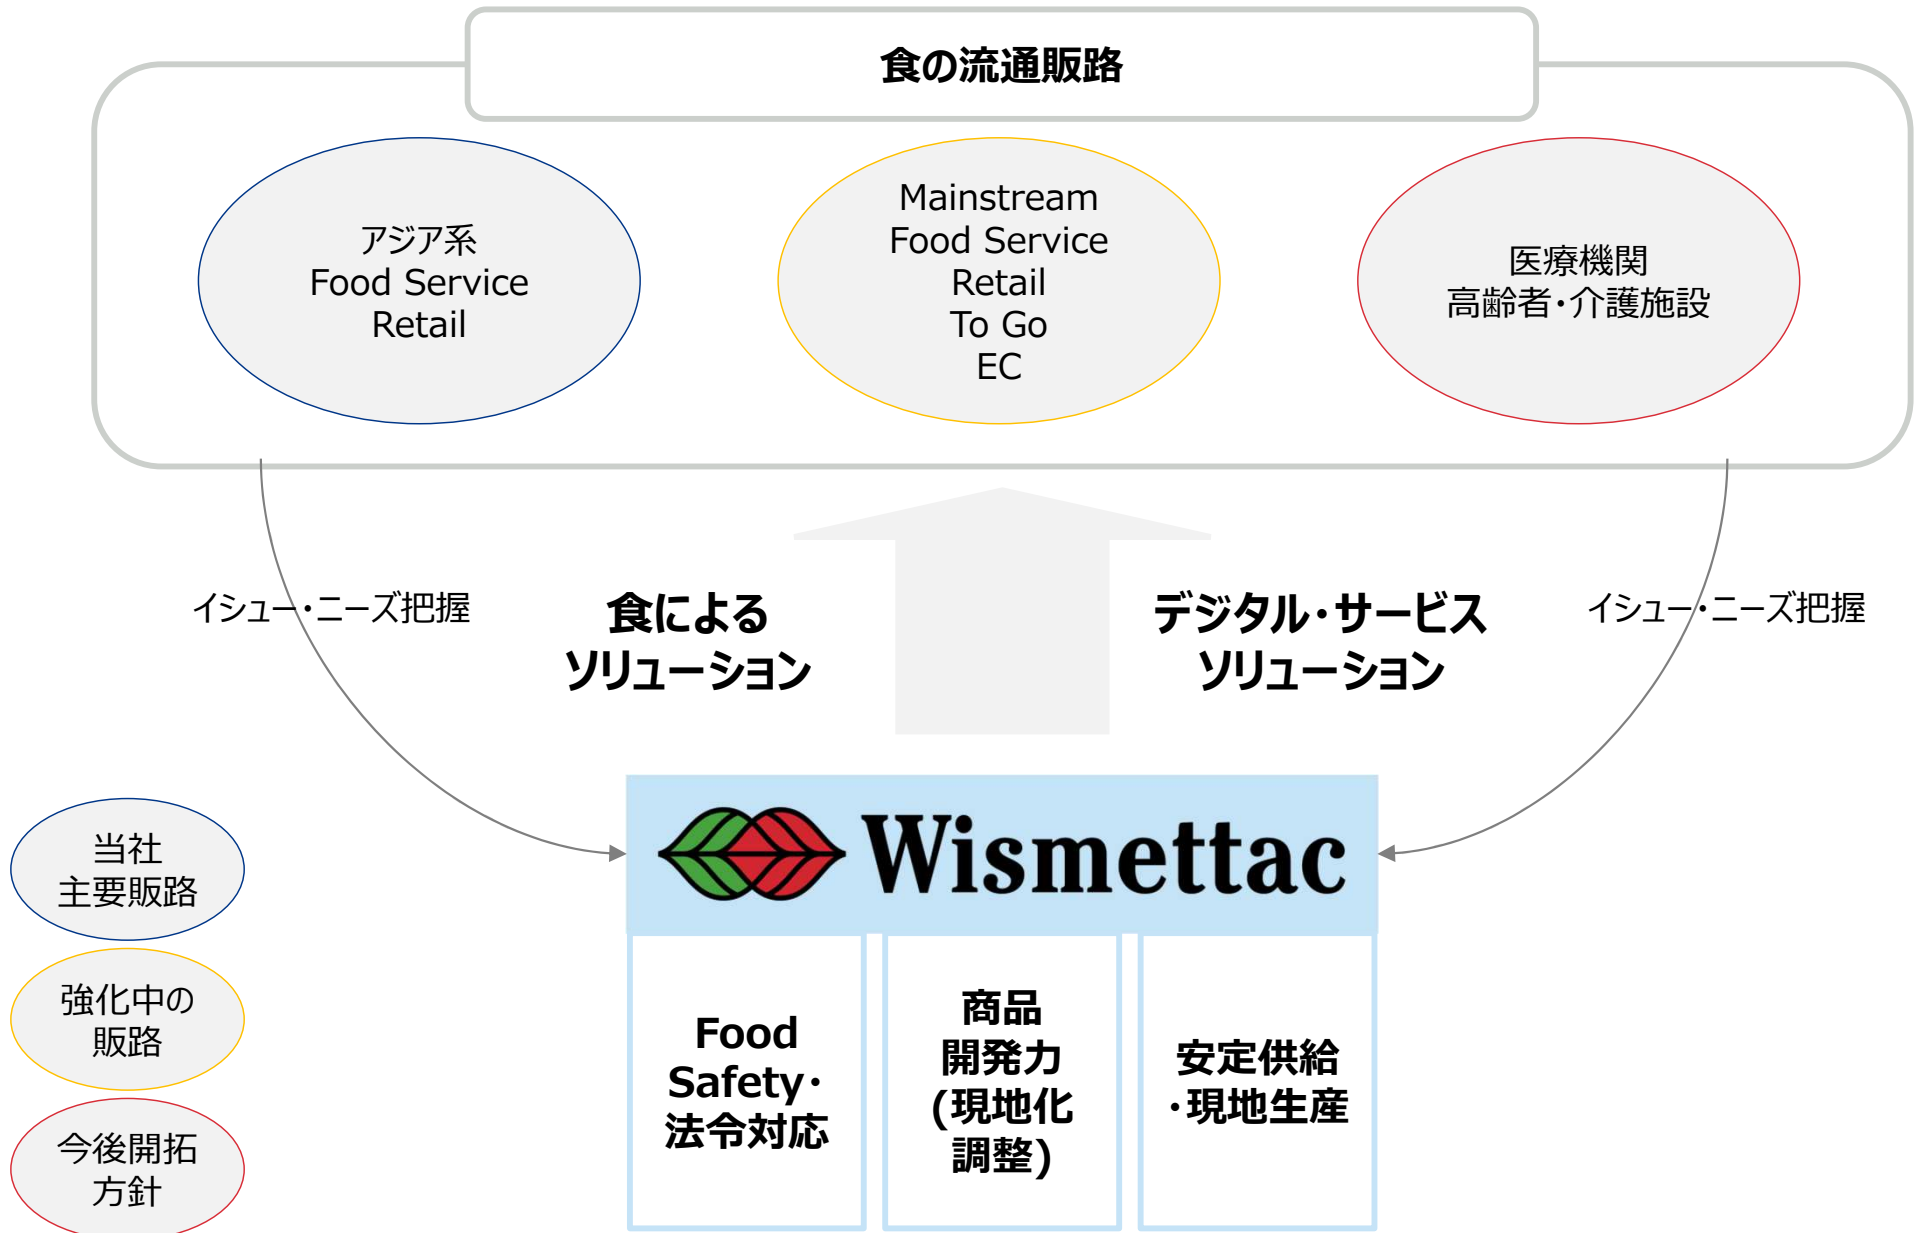 食の流通販路
アジア系
Food Service
Retail
Mainstream
Food Service
Retail
To Go
EC
医療機関
高齢者・介護施設
イシュー・ニーズ把握
食による
ソリューション
デジタル・サービス
ソリューション
イシュー・ニーズ把握
Wismettac
Food
Safety・
法令対応
商品
開発力
(現地化
調整)
安定供給
・現地生産
当社
主要販路
強化中の
販路
今後開拓
方針